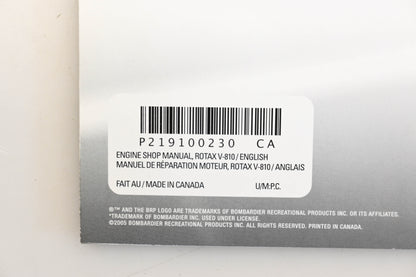 P219100230 CA
ENGINE SHOP MANUAL, ROTAX V-810 / ENGLISH
MANUEL DE RÉPARATION MOTEUR, ROTAX V-810 / ANGLAIS
FAIT AU / MADE IN CANADA U/M:P.C.
®™ AND THE BRP LOGO ARE TRADEMARKS OF BOMBARDIER RECREATIONAL PRODUCTS INC. OR ITS AFFILIATES.
*TRADEMARK OF BOMBARDIER INC. USED UNDER LICENSE.
©2005 BOMBARDIER RECREATIONAL PRODUCTS INC. ALL RIGHTS RESERVED. PRINTED IN CANADA.